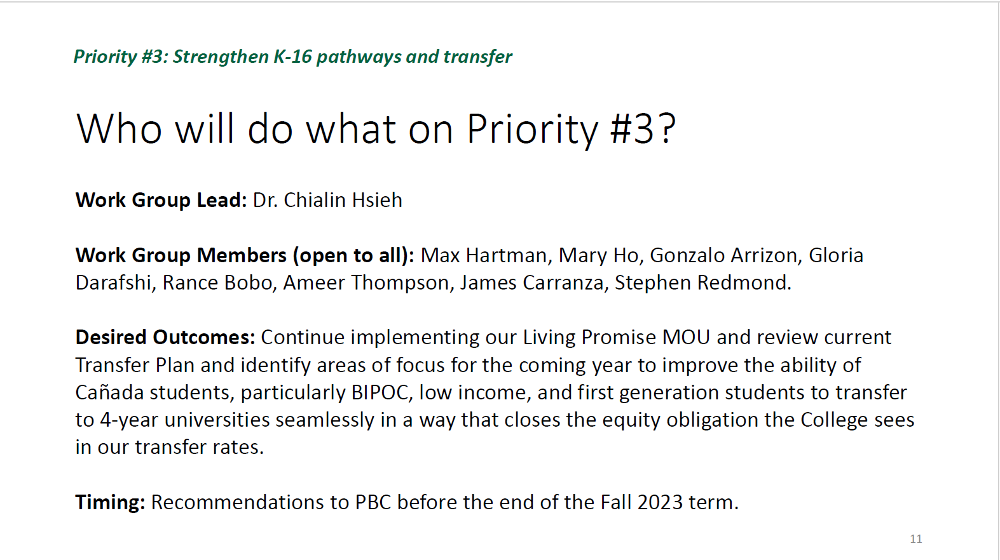 Priority #3: Strengthen K-16 pathways and transfer
Who will do what on Priority #3?
Work Group Lead: Dr. Chialin Hsieh
Work Group Members (open to all): Max Hartman, Mary Ho, Gonzalo Arrizon, Gloria
Darafshi, Rance Bobo, Ameer Thompson, James Carranza, Stephen Redmond.
Desired Outcomes: Continue implementing our Living Promise MOU and review current
Transfer Plan and identify areas of focus for the coming year to improve the ability of
Cañada students, particularly BIPOC, low income, and first generation students to transfer
to 4-year universities seamlessly in a way that closes the equity obligation the College sees
in our transfer rates.
Timing: Recommendations to PBC before the end of the Fall 2023 term.
11